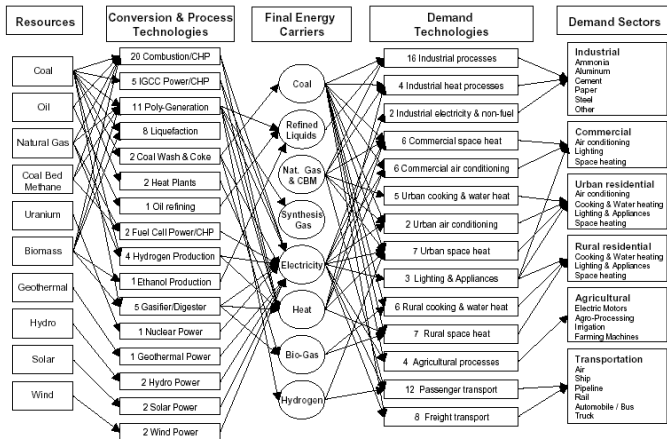 Resources
Conversion & Process
Technologies
Final Energy
Carriers
Demand
Technologies
Demand Sectors
Coal
Oil
Natural Gas
Coal Bed
Methane
Uranium
Biomass
Geothermal
Hydro
Solar
Wind
20 Combustion/CHP
5 IGCC Power/CHP
11 Poly-Generation
8 Liquefaction
2 Coal Wash & Coke
2 Heat Plants
1 Oil refining
2 Fuel Cell Power/CHP
4 Hydrogen Production
1 Ethanol Production
5 Gasifier/Digester
1 Nuclear Power
1 Geothermal Power
2 Hydro Power
2 Solar Power
2 Wind Power
Coal
Refined
Liquids
Nat. Gas
& CBM
Synthesis
Gas
Electricity
Heat
Bio-Gas
Hydrogen
16 Industrial processes
4 Industrial heat processes
2 Industrial electricity & non-fuel
6 Commercial space heat
6 Commercial air conditioning
5 Urban cooking & water heat
2 Urban air conditioning
7 Urban space heat
3 Lighting & Appliances
6 Rural cooking & water heat
7 Rural space heat
4 Agricultural processes
12 Passenger transport
8 Freight transport
Industrial
Ammonia
Aluminum
Cement
Paper
Steel
Other
Commercial
Air conditioning
Lighting
Space heating
Urban residential
Air conditioning
Cooking & Water heating
Lighting & Appliances
Space heating
Rural residential
Cooking & Water heating
Lighting & Appliances
Space heating
Agricultural
Electric Motors
Agro-Processing
Irrigation
Farming Machines
Transportation
Air
Ship
Pipeline
Rail
Automobile / Bus
Truck